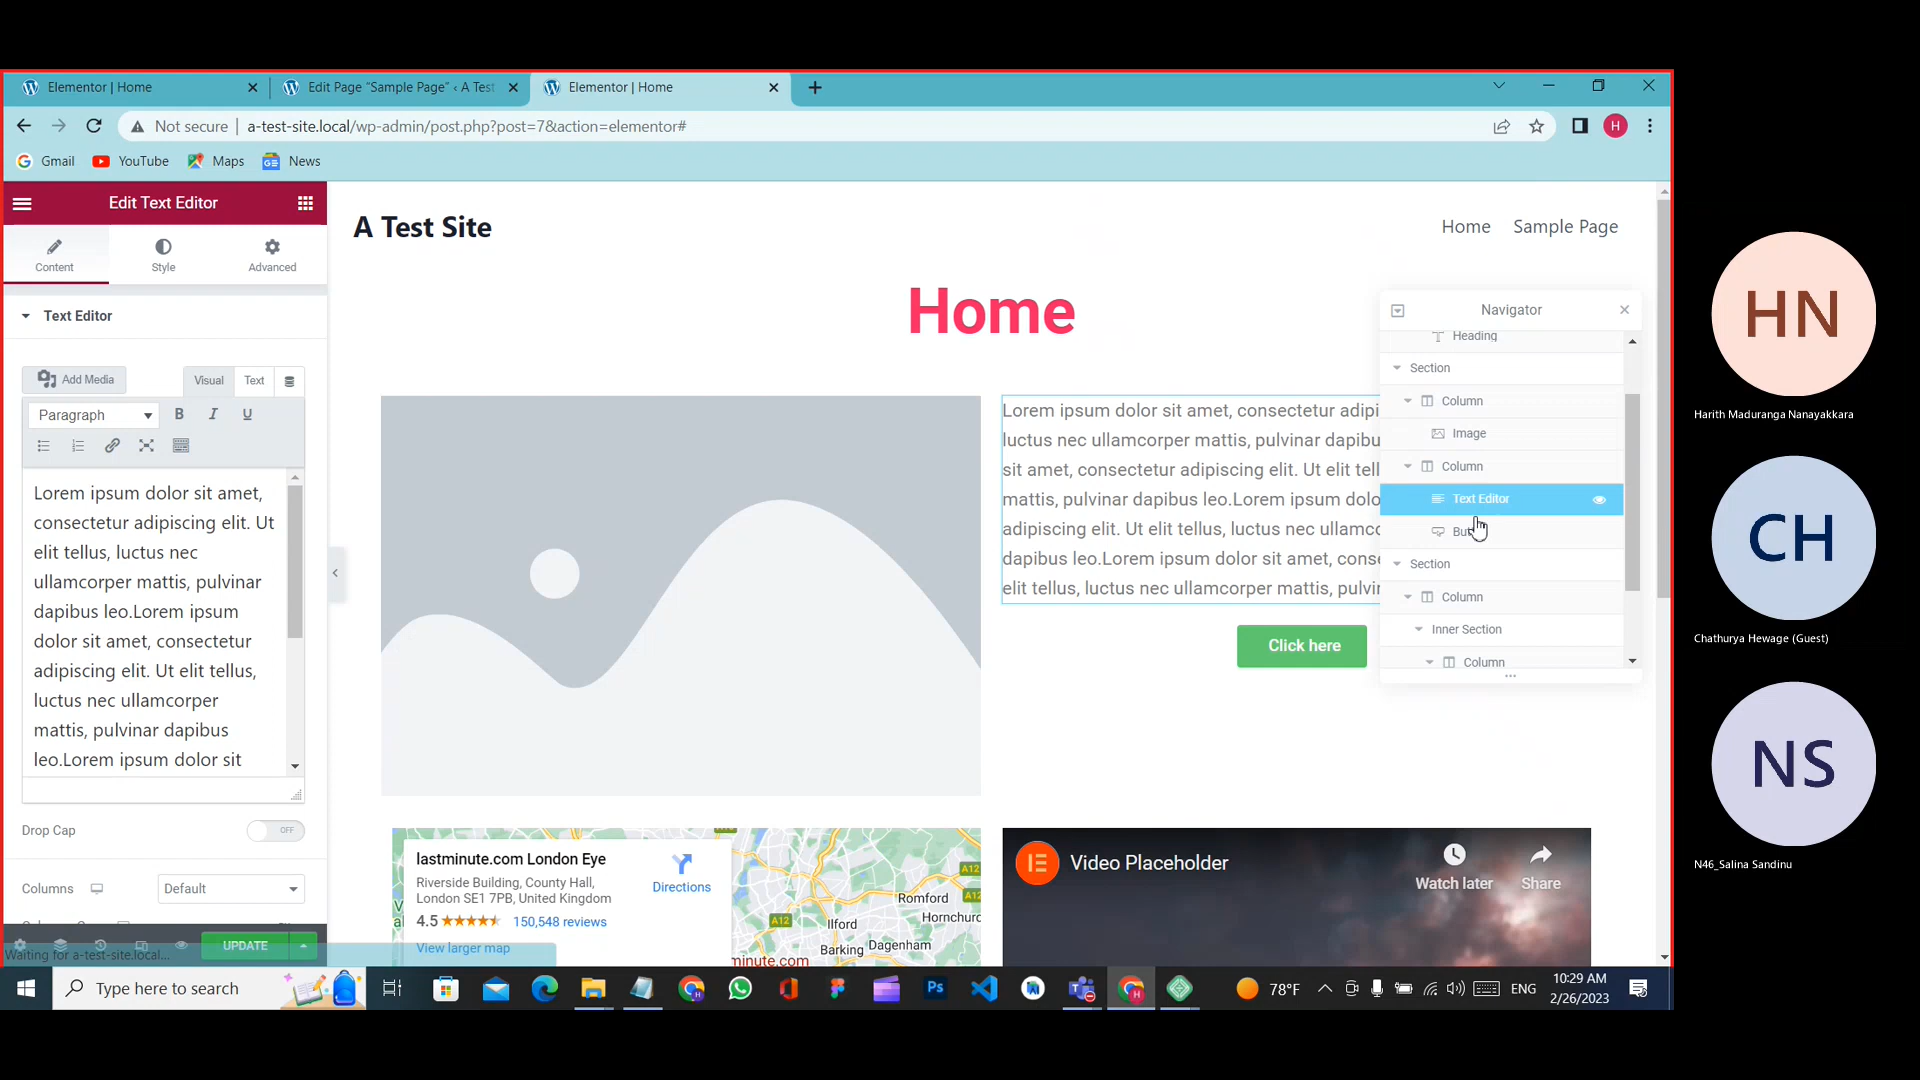 Elementor | Home
Edit Page "Sample Page" ‹ A Test
Elementor | Home
Not secure | a-test-site.local/wp-admin/post.php?post=7&action=elementor#
H
Gmail
YouTube
Maps
News
Edit Text Editor
Content
Style
Advanced
Text Editor
Add Media
Visual
Text
Paragraph
B
I
U
Lorem ipsum dolor sit amet,
consectetur adipiscing elit. Ut
elit tellus, luctus nec
ullamcorper mattis, pulvinar
dapibus leo.Lorem ipsum
dolor sit amet, consectetur
adipiscing elit. Ut elit tellus,
luctus nec ullamcorper
mattis, pulvinar dapibus
leo.Lorem ipsum dolor sit
Drop Cap
OFF
Columns
Default
UPDATE
Waiting for a-test-site.local...
A Test Site
Home
Sample Page
Home
Lorem ipsum dolor sit amet, consectetur adipi
luctus nec ullamcorper mattis, pulvinar dapibu
sit amet, consectetur adipiscing elit. Ut elit tell
mattis, pulvinar dapibus leo.Lorem ipsum dolo
adipiscing elit. Ut elit tellus, luctus nec ullamco
dapibus leo.Lorem ipsum dolor sit amet, conse
elit tellus, luctus nec ullamcorper mattis, pulvin
Click here
Navigator
Heading
Section
Column
Image
Column
Text Editor
Section
Column
Inner Section
Column
lastminute.com London Eye
Riverside Building, County Hall,
London SE1 7PB, United Kingdom
4.5
150,548 reviews
View larger map
Directions
A12
A12
A12
Romford
Hornchurc
Ilford
Barking
Dagenham
minute.com
Video Placeholder
Watch later
Share
Type here to search
Ps
78°F
ENG
10:29 AM
2/26/2023
HN
Harith Maduranga Nanayakkara
CH
Chathurya Hewage (Guest)
NS
N46_Salina Sandinu